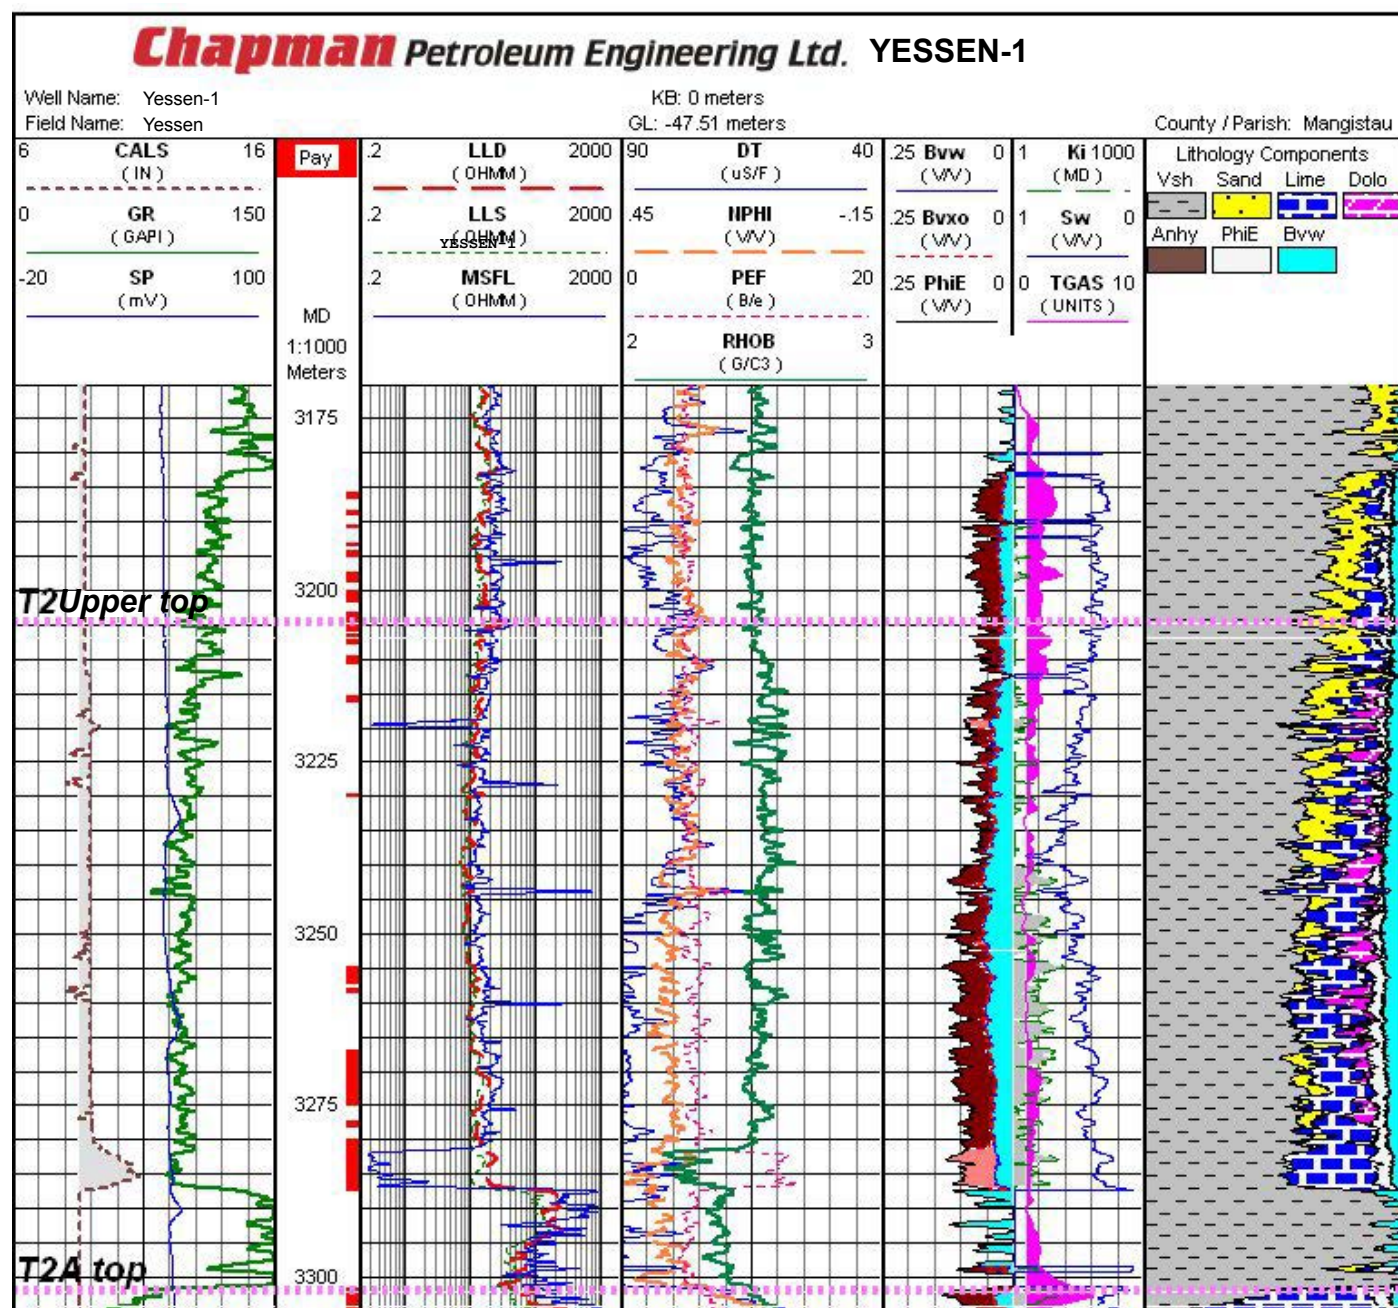 Chapman Petroleum Engineering Ltd. YESSEN-1
Well Name: Yessen-1 KB: 0 meters
Field Name: Yessen GL: -47.51 meters County / Parish: Mangistau
6 CALS 16
( IN )
0 GR 150
( GAPI )
-20 SP 100
( mV )
Pay
MD
1:1000
Meters
.2 LLD 2000
( OHMM )
.2 LLS 2000
( OHMM )
YESSEN-1
.2 MSFL 2000
( OHMM )
90 DT 40
( uS/F )
.45 NPHI -.15
( V/V )
0 PEF 20
( B/e )
2 RHOB 3
( G/C3 )
.25 Bvw 0
( V/V )
.25 Bvxo 0
( V/V )
.25 PhiE 0
( V/V )
1 Ki 1000
( MD )
1 Sw 0
( V/V )
0 TGAS 10
( UNITS )
Lithology Components
Vsh Sand Lime Dolo
Anhy PhiE Bvw
3175
3200
T2Upper top
3225
3250
3275
3300
T2A top